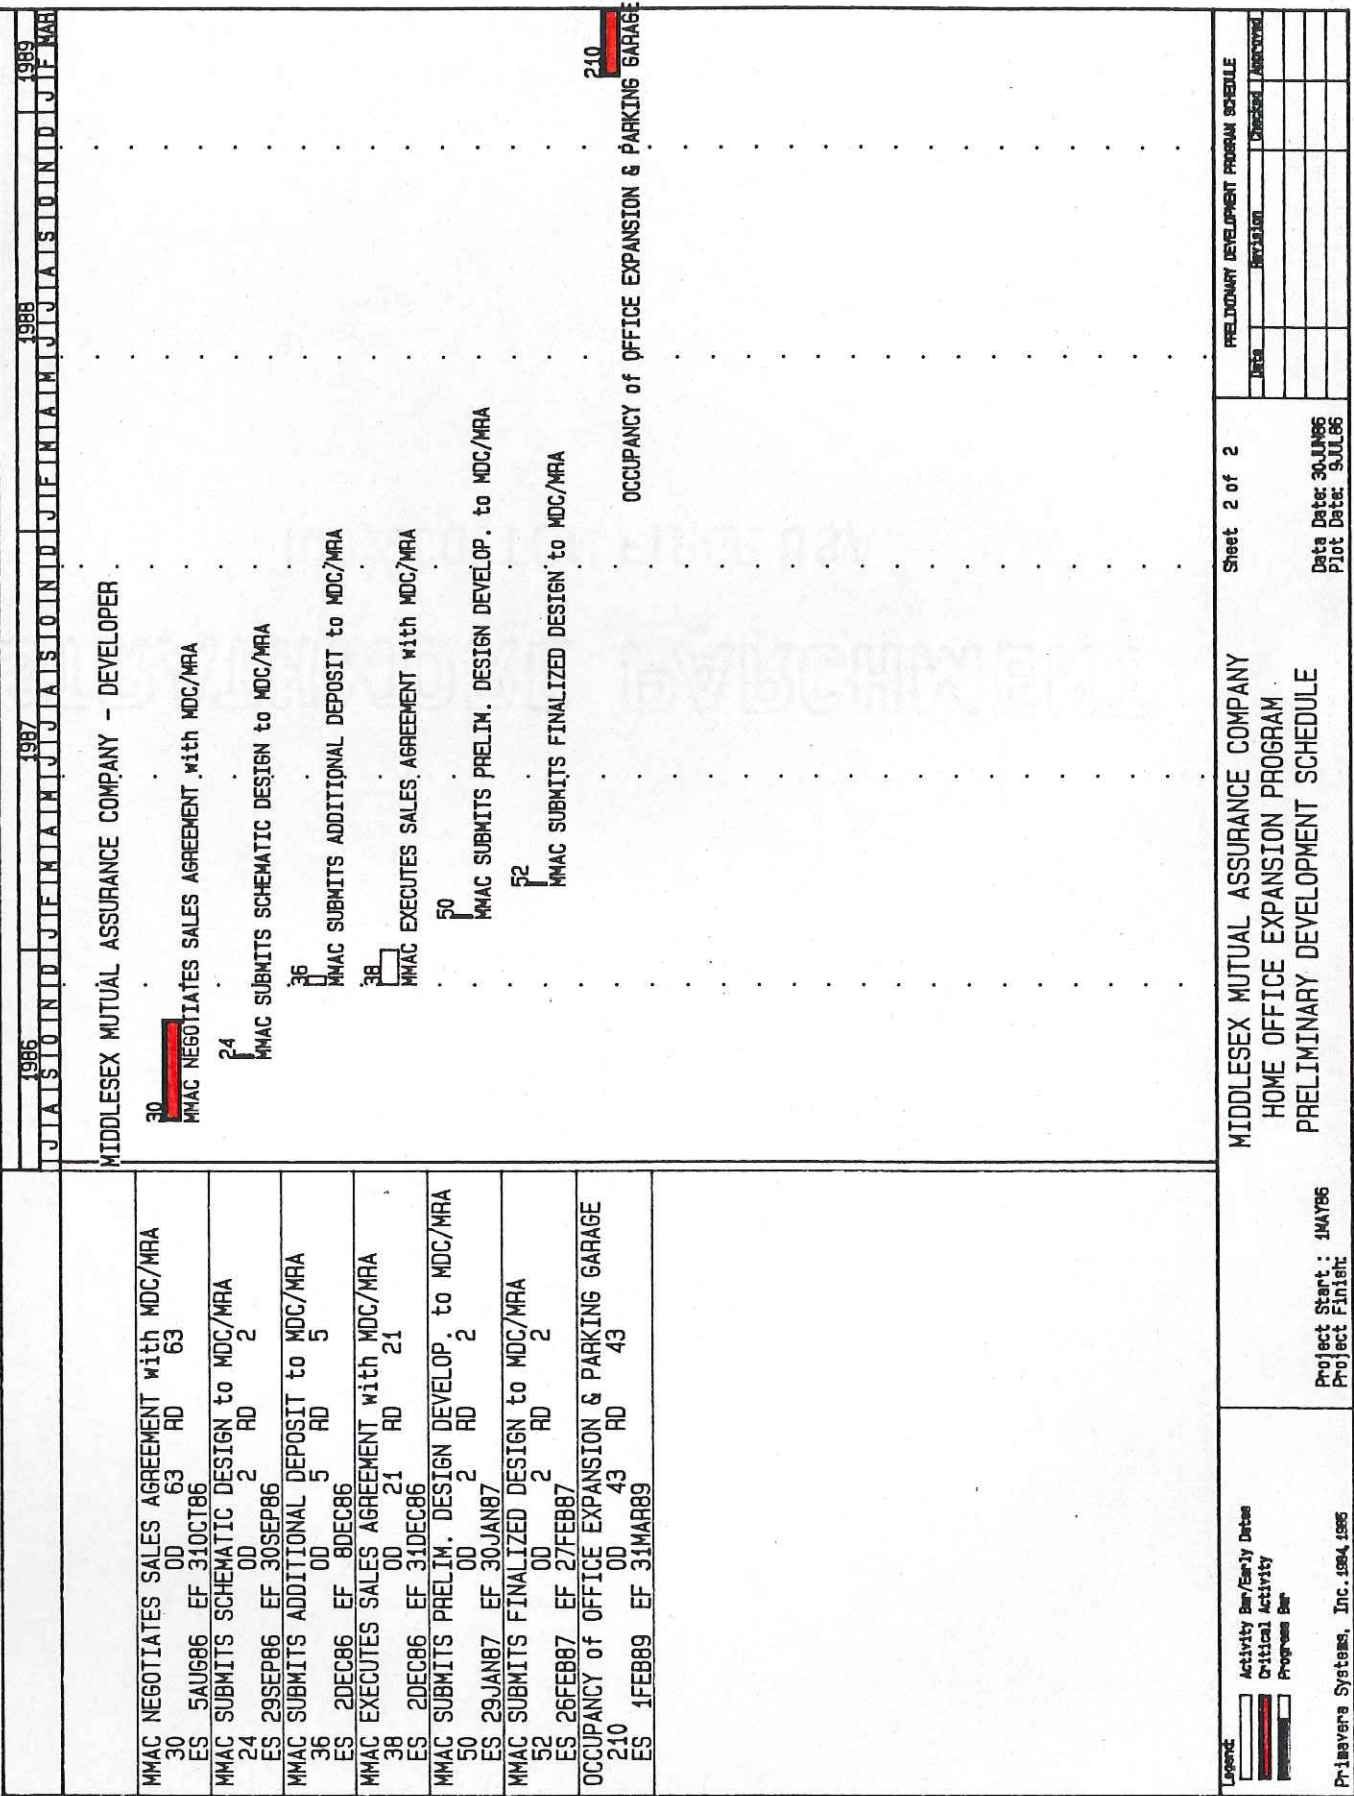 1986 1987 1988 1989
J A S O N D J F M A M J J A S O N D J F M A M J J A S O N D J F MAR
MIDDLESEX MUTUAL ASSURANCE COMPANY - DEVELOPER
MMAC NEGOTIATES SALES AGREEMENT with MDC/MRA
30 OD 63 RD 63
ES 5AUG86 EF 31OCT86
30
MMAC NEGOTIATES SALES AGREEMENT with MDC/MRA
MMAC SUBMITS SCHEMATIC DESIGN to MDC/MRA
24 OD 2 RD 2
ES 29SEP86 EF 30SEP86
24
MMAC SUBMITS SCHEMATIC DESIGN to MDC/MRA
MMAC SUBMITS ADDITIONAL DEPOSIT to MDC/MRA
36 OD 5 RD 5
ES 2DEC86 EF 8DEC86
36
MMAC SUBMITS ADDITIONAL DEPOSIT to MDC/MRA
MMAC EXECUTES SALES AGREEMENT with MDC/MRA
38 OD 21 RD 21
ES 2DEC86 EF 31DEC86
38
MMAC EXECUTES SALES AGREEMENT with MDC/MRA
MMAC SUBMITS PRELIM. DESIGN DEVELOP. to MDC/MRA
50 OD 2 RD 2
ES 29JAN87 EF 30JAN87
50
MMAC SUBMITS PRELIM. DESIGN DEVELOP. to MDC/MRA
MMAC SUBMITS FINALIZED DESIGN to MDC/MRA
52 OD 2 RD 2
ES 26FEB87 EF 27FEB87
52
MMAC SUBMITS FINALIZED DESIGN to MDC/MRA
OCCUPANCY of OFFICE EXPANSION & PARKING GARAGE
210 OD 43 RD 43
ES 1FEB89 EF 31MAR89
210
OCCUPANCY of OFFICE EXPANSION & PARKING GARAGE
Legend:
Activity Bar/Early Dates
Critical Activity
Progress Bar
Primavera Systems, Inc. 1984,1985
Project Start : 1MAY86
Project Finish:
MIDDLESEX MUTUAL ASSURANCE COMPANY
HOME OFFICE EXPANSION PROGRAM
PRELIMINARY DEVELOPMENT SCHEDULE
Sheet 2 of 2
Data Date: 30JUN86
Plot Date: 9JUL86
PRELIMINARY DEVELOPMENT PROGRAM SCHEDULE
Date Revision Checked Approved